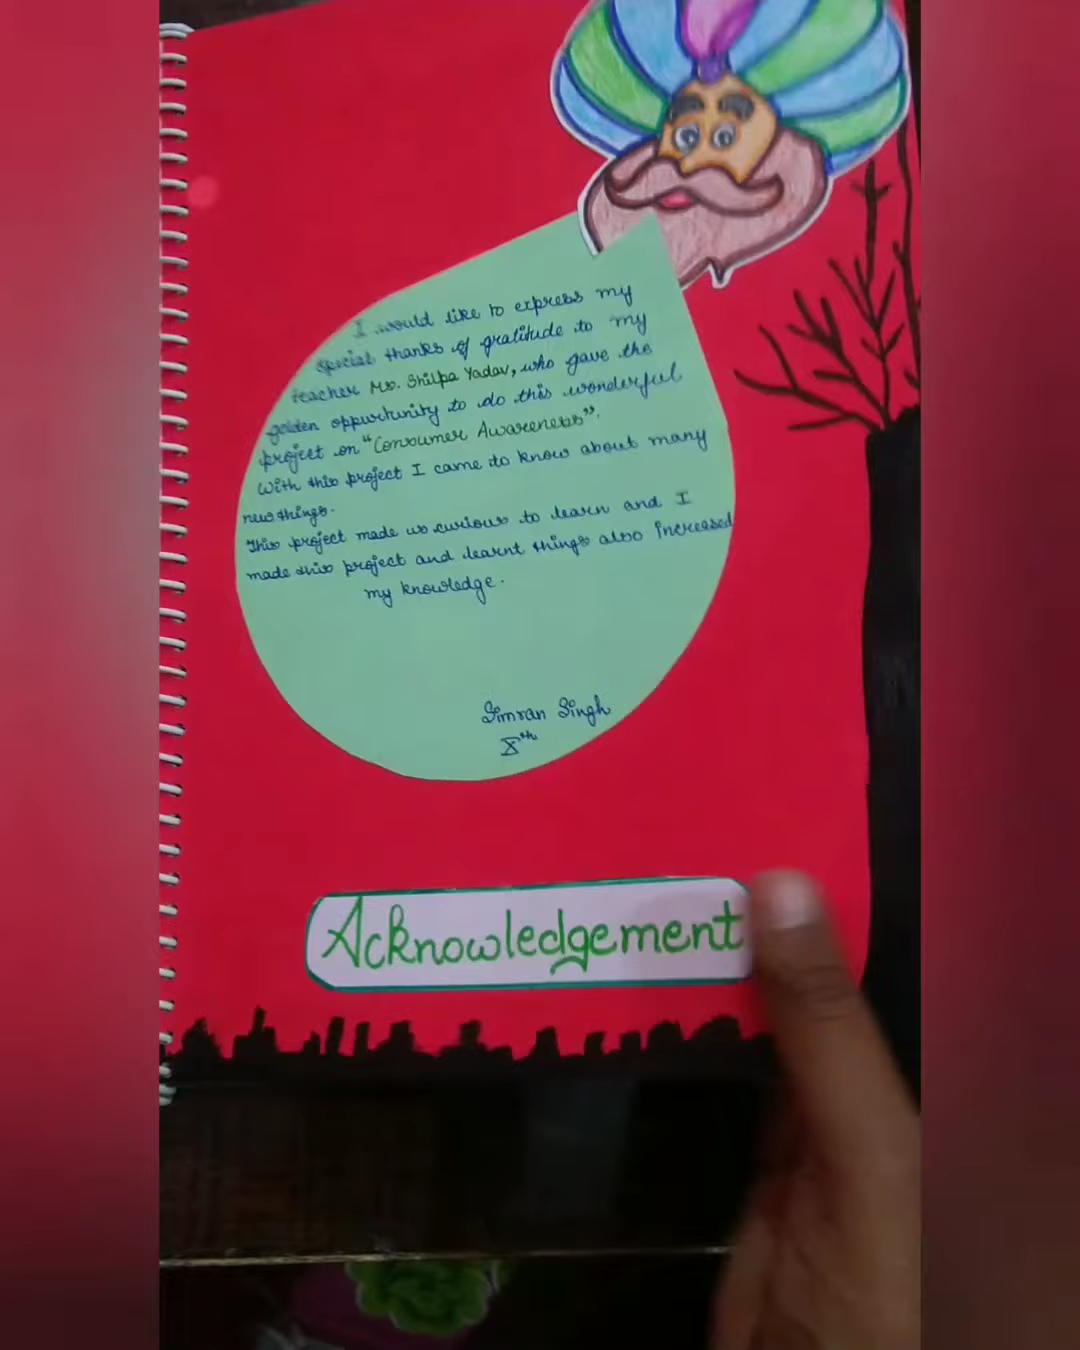 I would like to express my
special thanks of gratitude to my
teacher Mrs. Shilpa Yadav, who gave the
golden oppurtunity to do this wonderful
project on "Consumer Awareness".
With this project I came to know about many
new things.
This project made us curious to learn and I
made this project and learnt things also increased
my knowledge.
Simran Singh
Xth
Acknowledgement